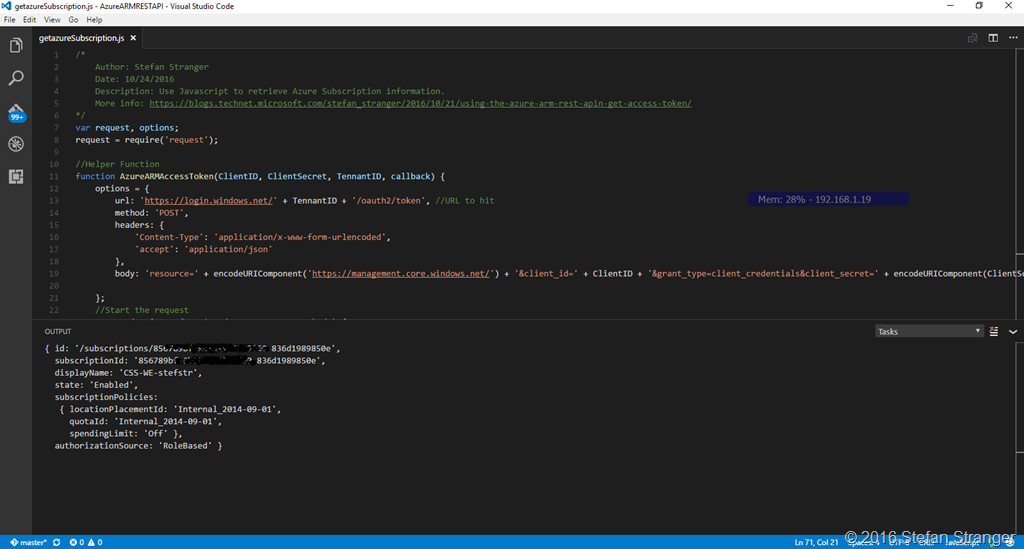 getazureSubscription.js - AzureARMRESTAPI - Visual Studio Code
File Edit View Go Help
getazureSubscription.js ×
1 /*
2 Author: Stefan Stranger
3 Date: 10/24/2016
4 Description: Use Javascript to retrieve Azure Subscription information.
5 More info: https://blogs.technet.microsoft.com/stefan_stranger/2016/10/21/using-the-azure-arm-rest-apin-get-access-token/
6 */
7 var request, options;
8 request = require('request');
9
10 //Helper Function
11 function AzureARMAccessToken(ClientID, ClientSecret, TennantID, callback) {
12 options = {
13 url: 'https://login.windows.net/' + TennantID + '/oauth2/token', //URL to hit
14 method: 'POST',
15 headers: {
16 'Content-Type': 'application/x-www-form-urlencoded',
17 'accept': 'application/json'
18 },
19 body: 'resource=' + encodeURIComponent('https://management.core.windows.net/') + '&client_id=' + ClientID + '&grant_type=client_credentials&client_secret=' + encodeURIComponent(ClientSe
20
21 };
22 //Start the request
99+
Mem: 28% - 192.168.1.19
OUTPUT
Tasks
{ id: '/subscriptions/856789b 836d1989850e',
subscriptionId: '856789b 836d1989850e',
displayName: 'CSS-WE-stefstr',
state: 'Enabled',
subscriptionPolicies:
{ locationPlacementId: 'Internal_2014-09-01',
quotaId: 'Internal_2014-09-01',
spendingLimit: 'Off' },
authorizationSource: 'RoleBased' }
master* 0 0 Ln 71, Col 21 UTF-8 CRLF JavaScript
© 2016 Stefan Stranger